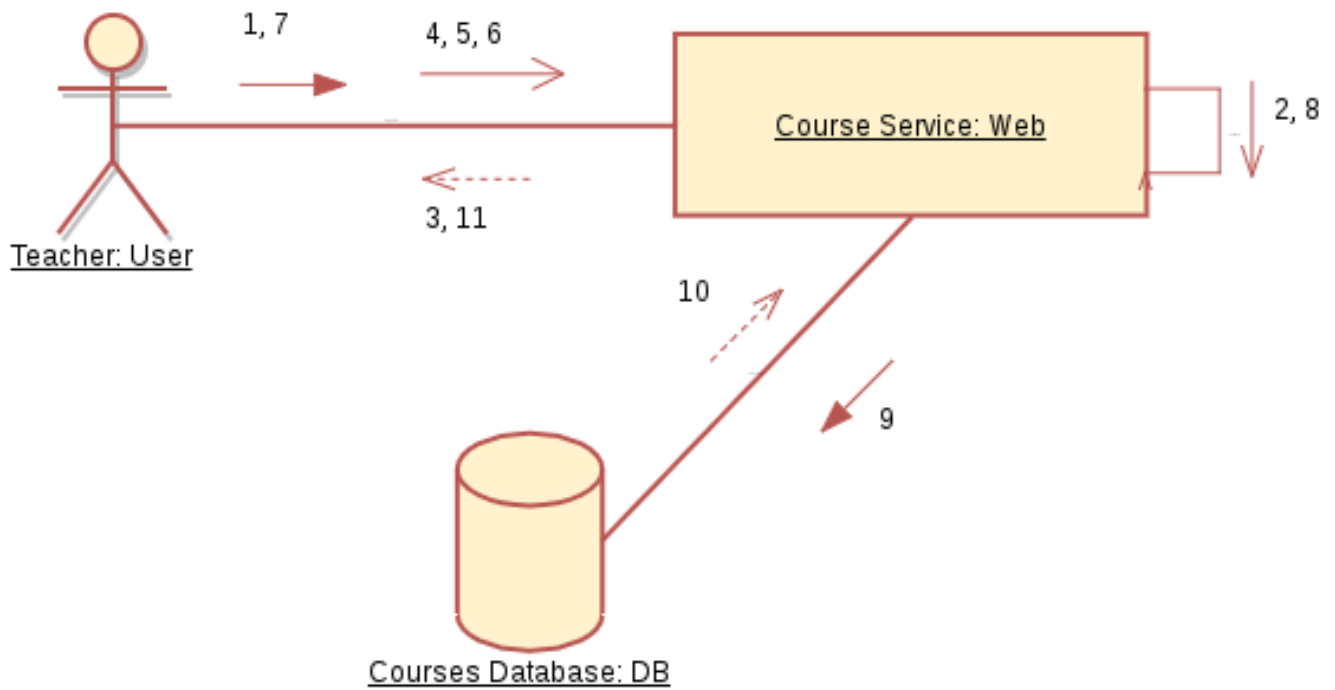 1, 7
4, 5, 6
Course Service: Web
2, 8
3, 11
Teacher: User
10
9
Courses Database: DB